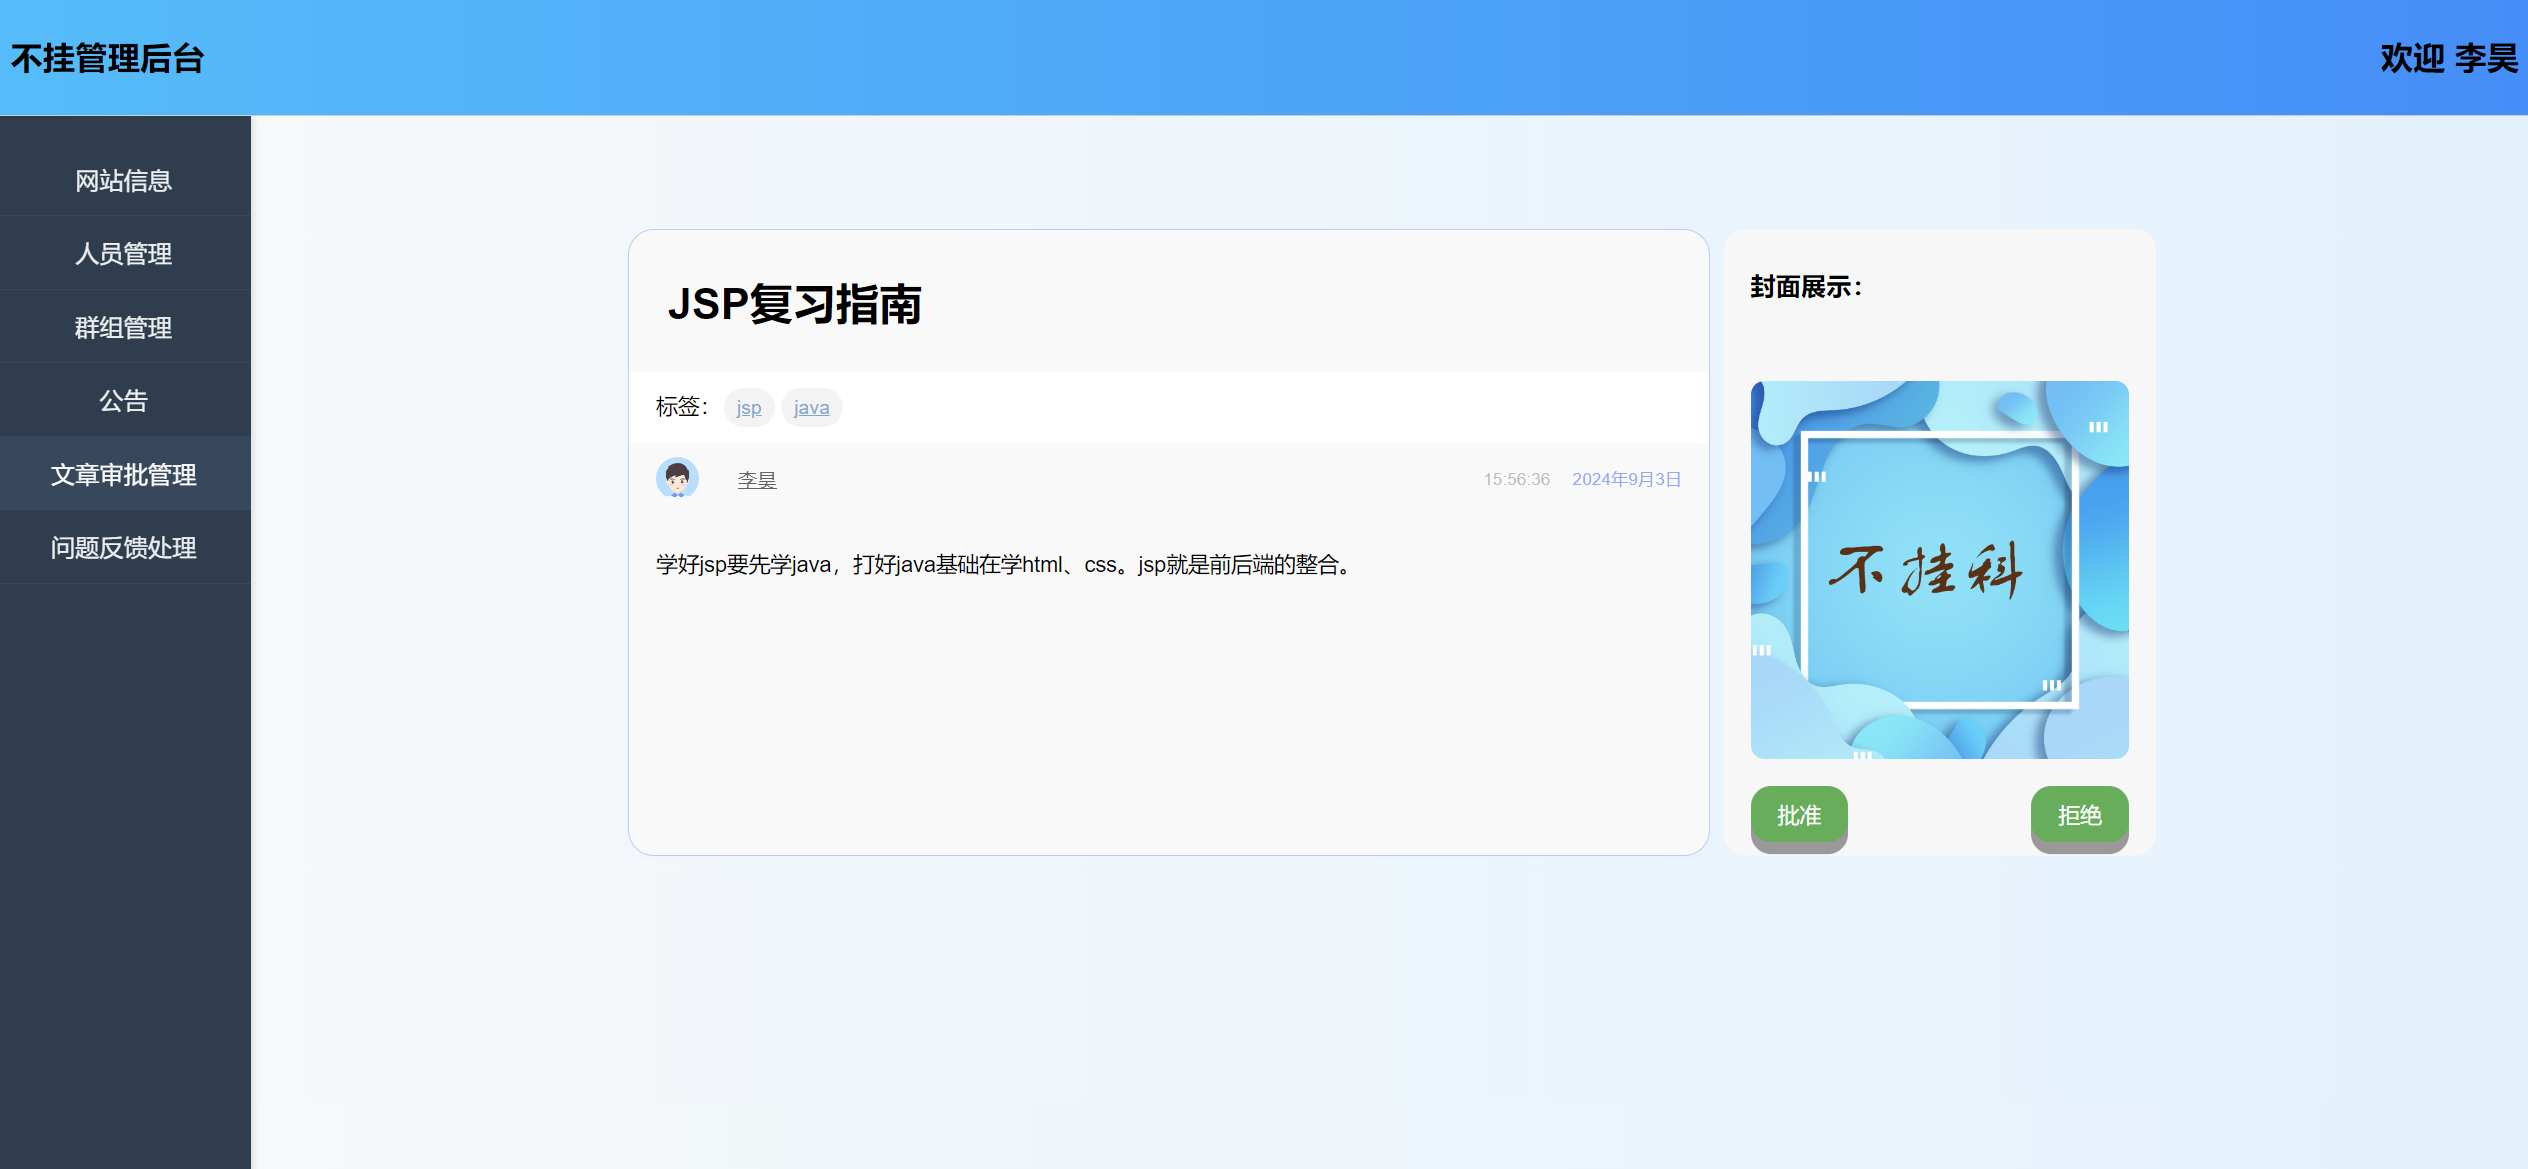 不挂管理后台
欢迎 李昊
网站信息
人员管理
群组管理
公告
文章审批管理
问题反馈处理
JSP复习指南
标签： jsp java
李昊 15:56:36 2024年9月3日
学好jsp要先学java，打好java基础在学html、css。jsp就是前后端的整合。
封面展示：
不挂科
批准 拒绝